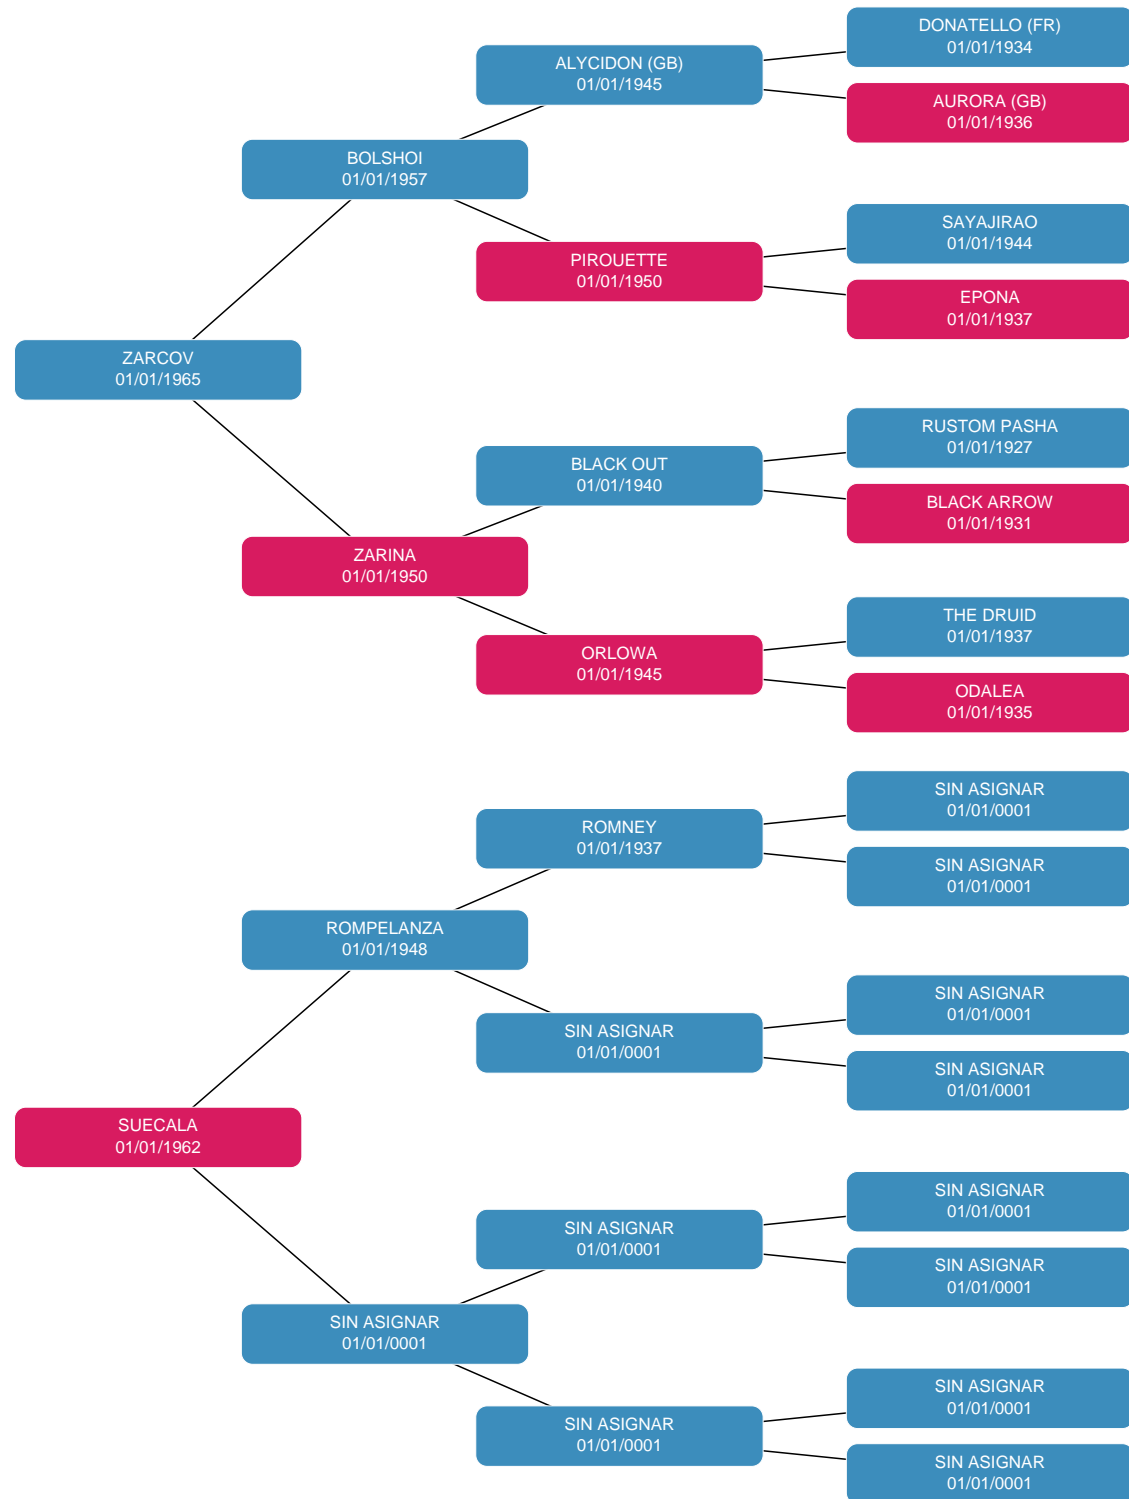 DONATELLO (FR)
01/01/1934
ALYCIDON (GB)
01/01/1945
AURORA (GB)
01/01/1936
BOLSHOI
01/01/1957
SAYAJIRAO
01/01/1944
PIROUETTE
01/01/1950
EPONA
01/01/1937
ZARCOV
01/01/1965
RUSTOM PASHA
01/01/1927
BLACK OUT
01/01/1940
BLACK ARROW
01/01/1931
ZARINA
01/01/1950
THE DRUID
01/01/1937
ORLOWA
01/01/1945
ODALEA
01/01/1935
SIN ASIGNAR
01/01/0001
ROMNEY
01/01/1937
SIN ASIGNAR
01/01/0001
ROMPELANZA
01/01/1948
SIN ASIGNAR
01/01/0001
SIN ASIGNAR
01/01/0001
SIN ASIGNAR
01/01/0001
SUECALA
01/01/1962
SIN ASIGNAR
01/01/0001
SIN ASIGNAR
01/01/0001
SIN ASIGNAR
01/01/0001
SIN ASIGNAR
01/01/0001
SIN ASIGNAR
01/01/0001
SIN ASIGNAR
01/01/0001
SIN ASIGNAR
01/01/0001